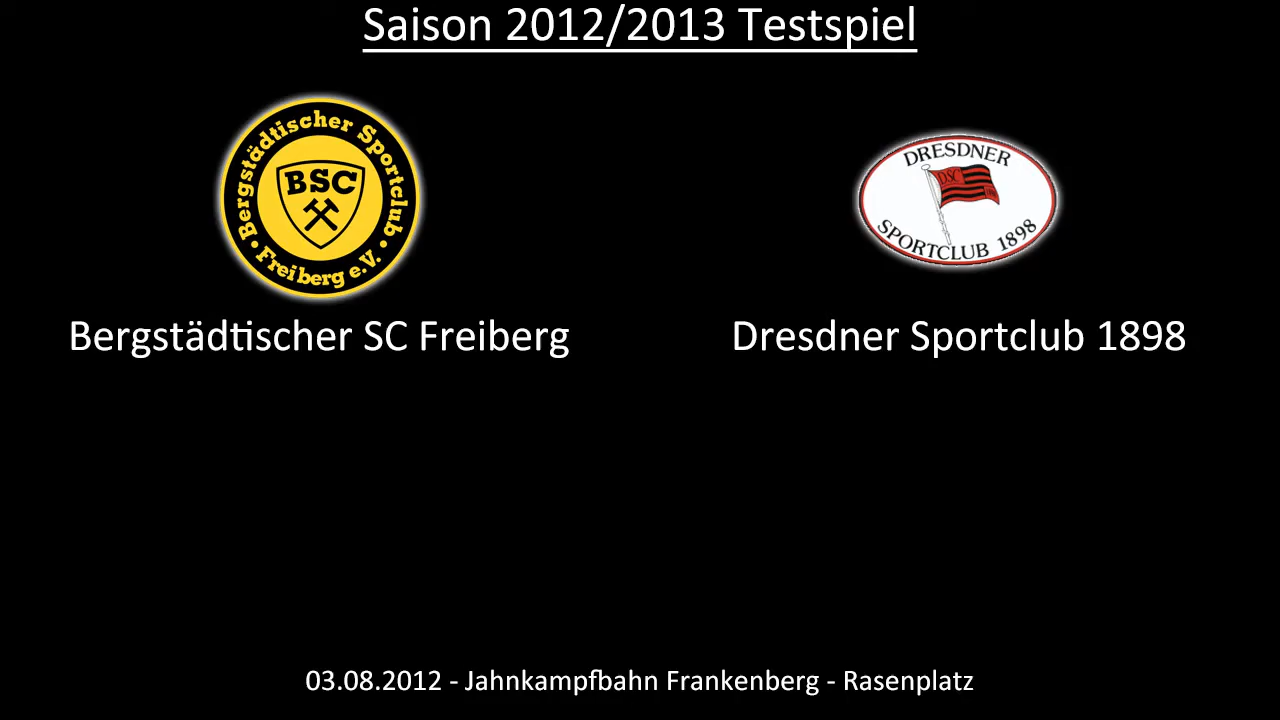 Saison 2012/2013 Testspiel
Bergstädtischer Sportclub
• Freiberg e.V. •
BSC
DRESDNER
DSC
SPORTCLUB 1898
Bergstädtischer SC Freiberg
Dresdner Sportclub 1898
03.08.2012 - Jahnkampfbahn Frankenberg - Rasenplatz